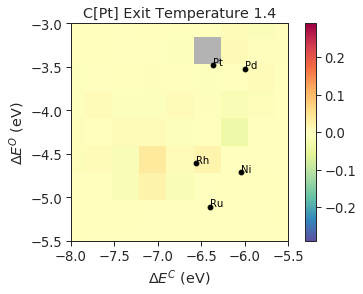 C[Pt] Exit Temperature 1.4
−3.0
−3.5
−4.0
−4.5
−5.0
−5.5
ΔE^O (eV)
Pt
Pd
Rh
Ni
Ru
−8.0 −7.5 −7.0 −6.5 −6.0 −5.5
ΔE^C (eV)
0.2
0.1
0.0
−0.1
−0.2